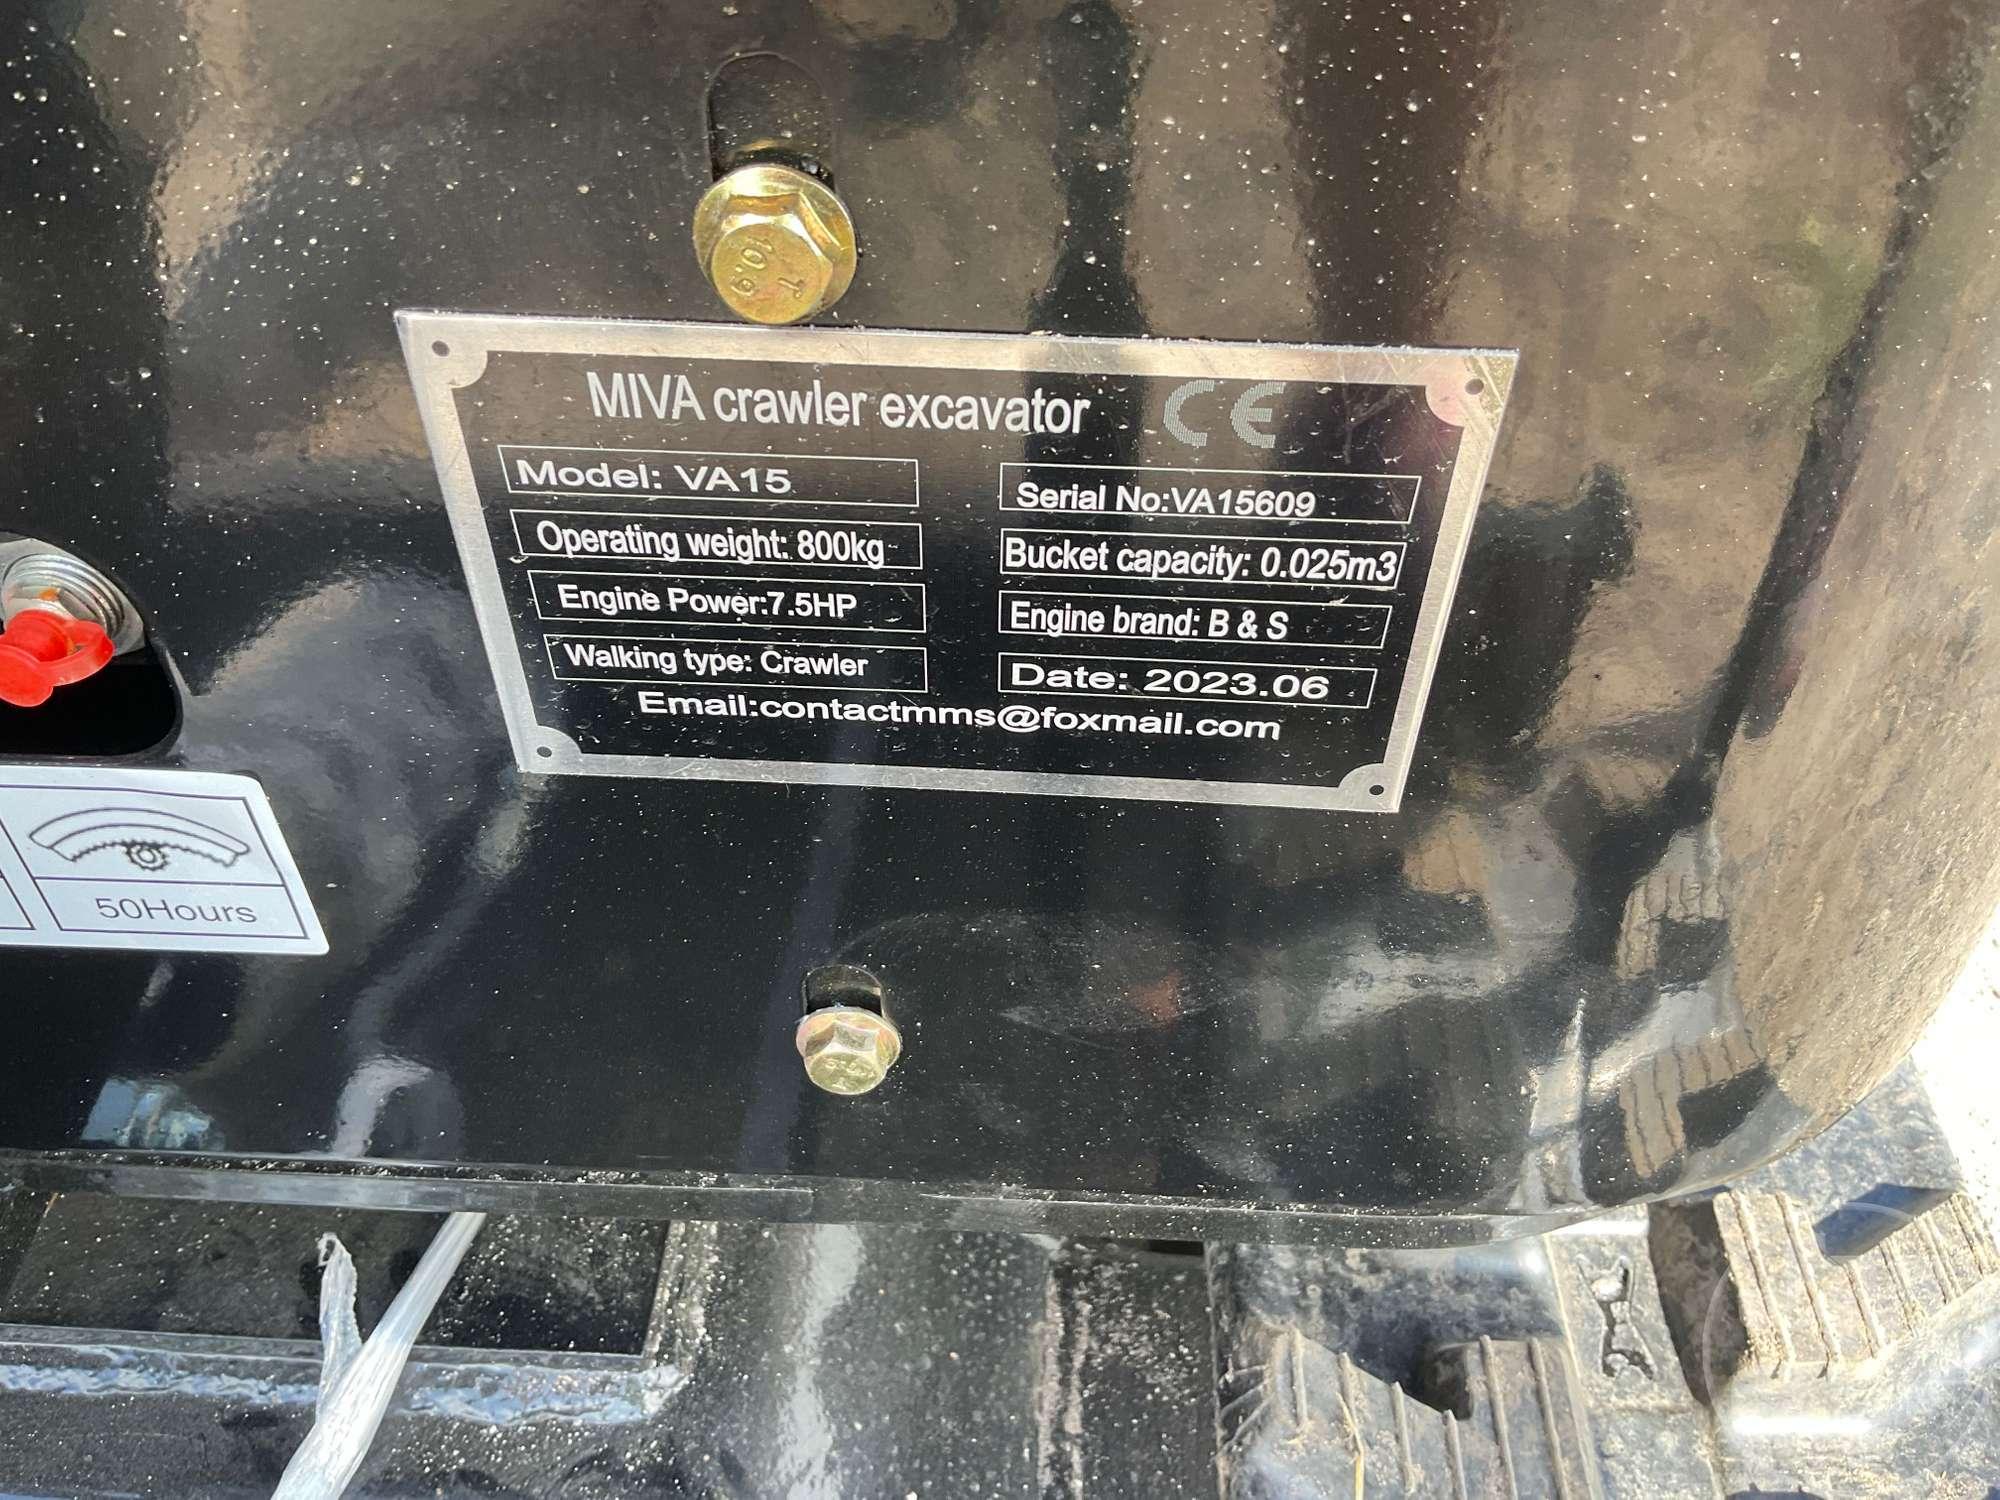 10.9
MIVA crawler excavator CE
Model: VA15
Serial No:VA15609
Operating weight: 800kg
Bucket capacity: 0.025m3
Engine Power:7.5HP
Engine brand: B & S
Walking type: Crawler
Date: 2023.06
Email:contactmms@foxmail.com
50Hours